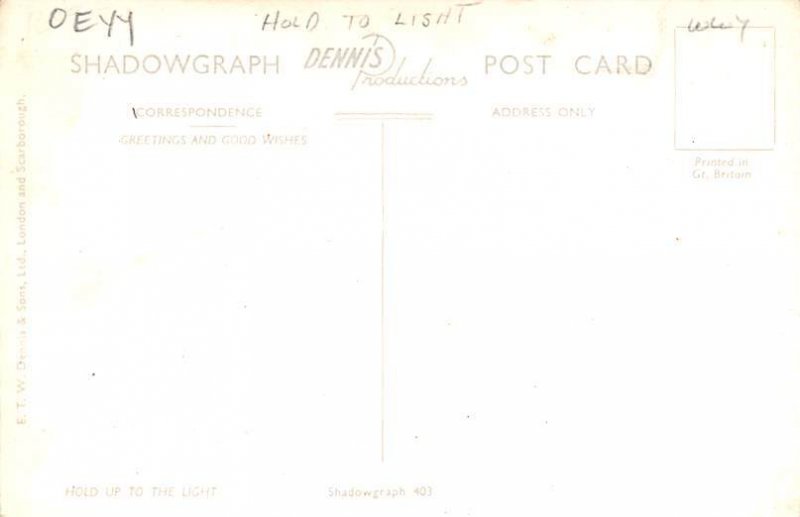 OEYY
HOLD TO LIGHT
SHADOWGRAPH DENNIS Productions POST CARD
CORRESPONDENCE
ADDRESS ONLY
GREETINGS AND GOOD WISHES
Printed in
Gt. Britain
E. T. W. Dennis & Sons, Ltd., London and Scarborough.
HOLD UP TO THE LIGHT
Shadowgraph 403